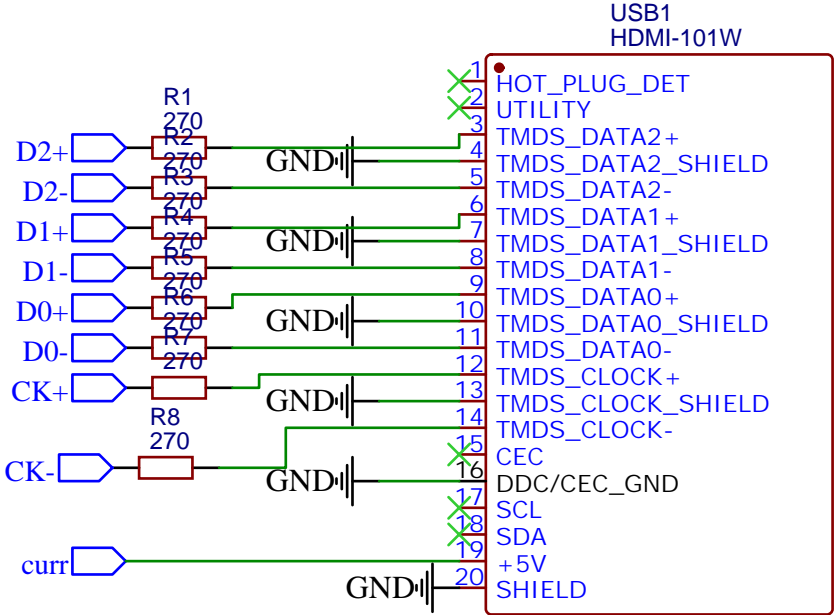 USB1
HDMI-101W
1
HOT_PLUG_DET
2
UTILITY
R1
270
3
TMDS_DATA2+
D2+
R2
270
GND
4
TMDS_DATA2_SHIELD
D2-
R3
270
5
TMDS_DATA2-
6
TMDS_DATA1+
D1+
R4
270
GND
7
TMDS_DATA1_SHIELD
D1-
R5
270
8
TMDS_DATA1-
9
TMDS_DATA0+
D0+
R6
270
GND
10
TMDS_DATA0_SHIELD
D0-
R7
270
11
TMDS_DATA0-
12
TMDS_CLOCK+
CK+
GND
13
TMDS_CLOCK_SHIELD
R8
270
14
TMDS_CLOCK-
15
CEC
CK-
GND
16
DDC/CEC_GND
17
SCL
18
SDA
curr
19
+5V
GND
20
SHIELD